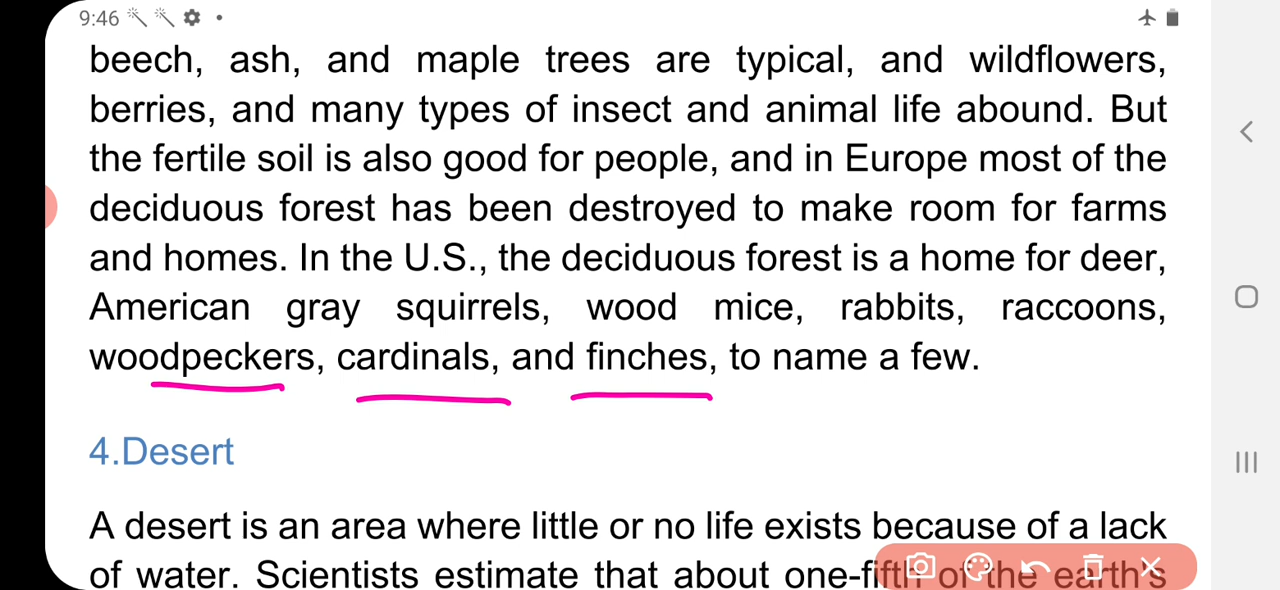 9:46
beech, ash, and maple trees are typical, and wildflowers,
berries, and many types of insect and animal life abound. But
the fertile soil is also good for people, and in Europe most of the
deciduous forest has been destroyed to make room for farms
and homes. In the U.S., the deciduous forest is a home for deer,
American gray squirrels, wood mice, rabbits, raccoons,
woodpeckers, cardinals, and finches, to name a few.
4.Desert
A desert is an area where little or no life exists because of a lack
of water. Scientists estimate that about one-fifth of the earth's